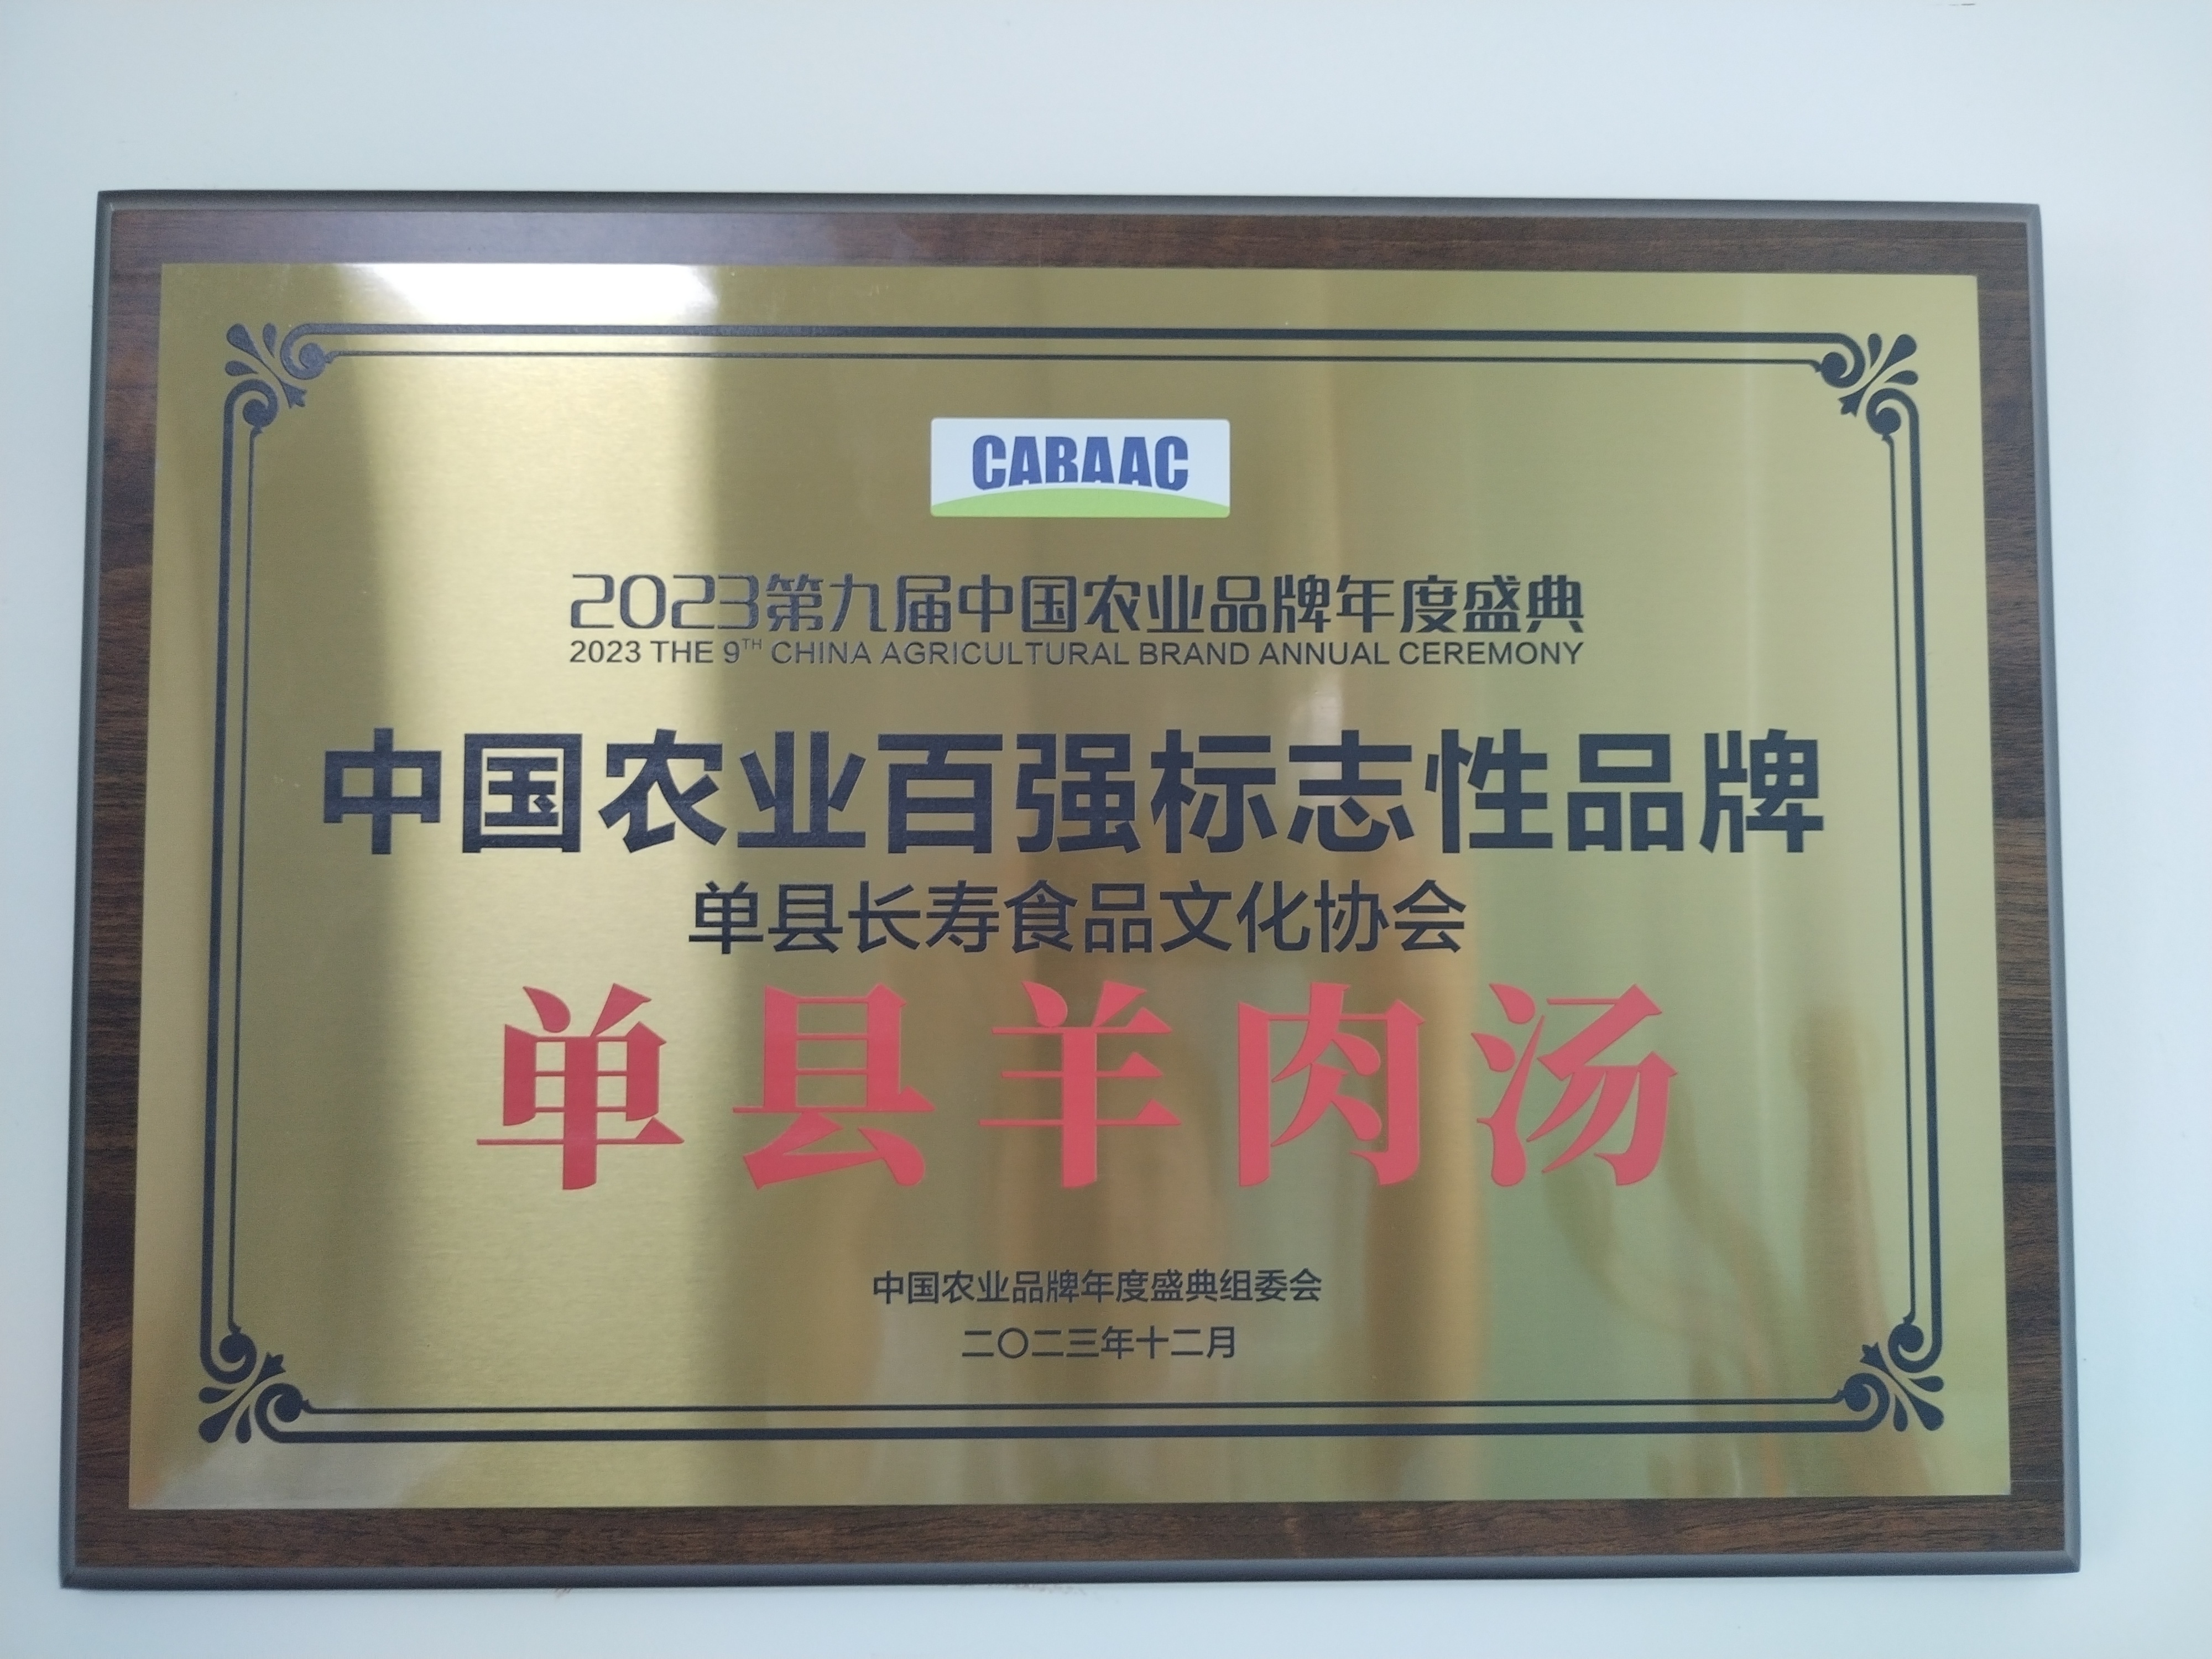 CABAAC
2023第九届中国农业品牌年度盛典
2023 THE 9TH CHINA AGRICULTURAL BRAND ANNUAL CEREMONY
中国农业百强标志性品牌
单县长寿食品文化协会
单县羊肉汤
中国农业品牌年度盛典组委会
二〇二三年十二月